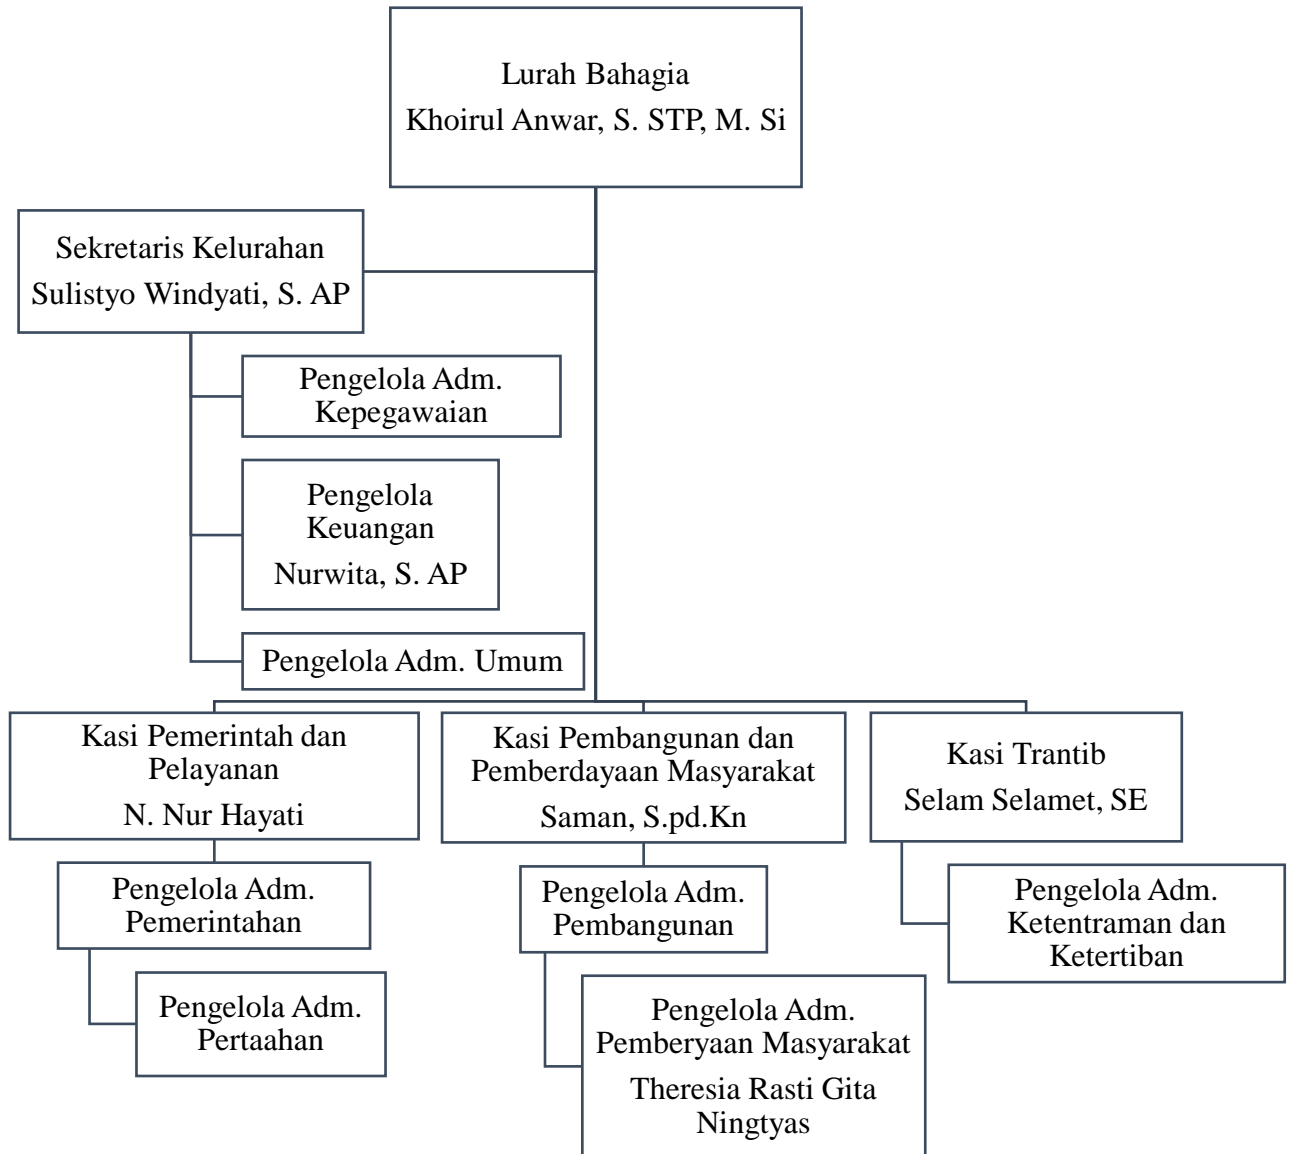 Lurah Bahagia
Khoirul Anwar, S. STP, M. Si
Sekretaris Kelurahan
Sulistyo Windyati, S. AP
Pengelola Adm.
Kepegawaian
Pengelola
Keuangan
Nurwita, S. AP
Pengelola Adm. Umum
Kasi Pemerintah dan
Pelayanan
N. Nur Hayati
Kasi Pembangunan dan
Pemberdayaan Masyarakat
Saman, S.pd.Kn
Kasi Trantib
Selam Selamet, SE
Pengelola Adm.
Pemerintahan
Pengelola Adm.
Pertaahan
Pengelola Adm.
Pembangunan
Pengelola Adm.
Pemberyaan Masyarakat
Theresia Rasti Gita
Ningtyas
Pengelola Adm.
Ketentraman dan
Ketertiban